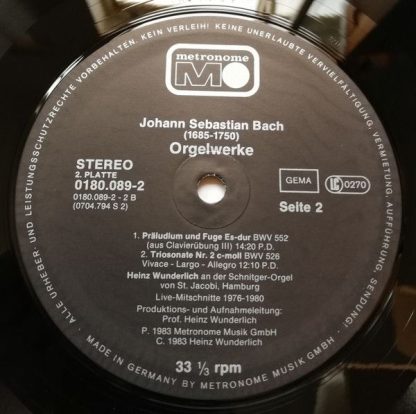 metronome
MO
Johann Sebastian Bach
(1685-1750)
Orgelwerke
STEREO
2. PLATTE
0180.089-2
0180.089-2 - 2 B
(0704.794 S 2)
GEMA
LC 0270
Seite 2
1. Präludium und Fuge Es-dur BWV 552
(aus Clavierübung III) 14:20 P.D.
2. Triosonate Nr. 2 c-moll BWV 526
Vivace - Largo - Allegro 12:10 P.D.
Heinz Wunderlich an der Schnitger-Orgel
von St. Jacobi, Hamburg
Live-Mitschnitte 1976-1980
Produktions- und Aufnahmeleitung:
Prof. Heinz Wunderlich
P. 1983 Metronome Musik GmbH
C. 1983 Heinz Wunderlich
33 1/3 rpm
· ALLE URHEBER- UND LEISTUNGSSCHUTZRECHTE VORBEHALTEN. KEIN VERLEIH! KEINE UNERLAUBTE VERVIELFÄLTIGUNG, VERMIETUNG, AUFFÜHRUNG, SENDUNG! ·
MADE IN GERMANY BY METRONOME MUSIK GMBH